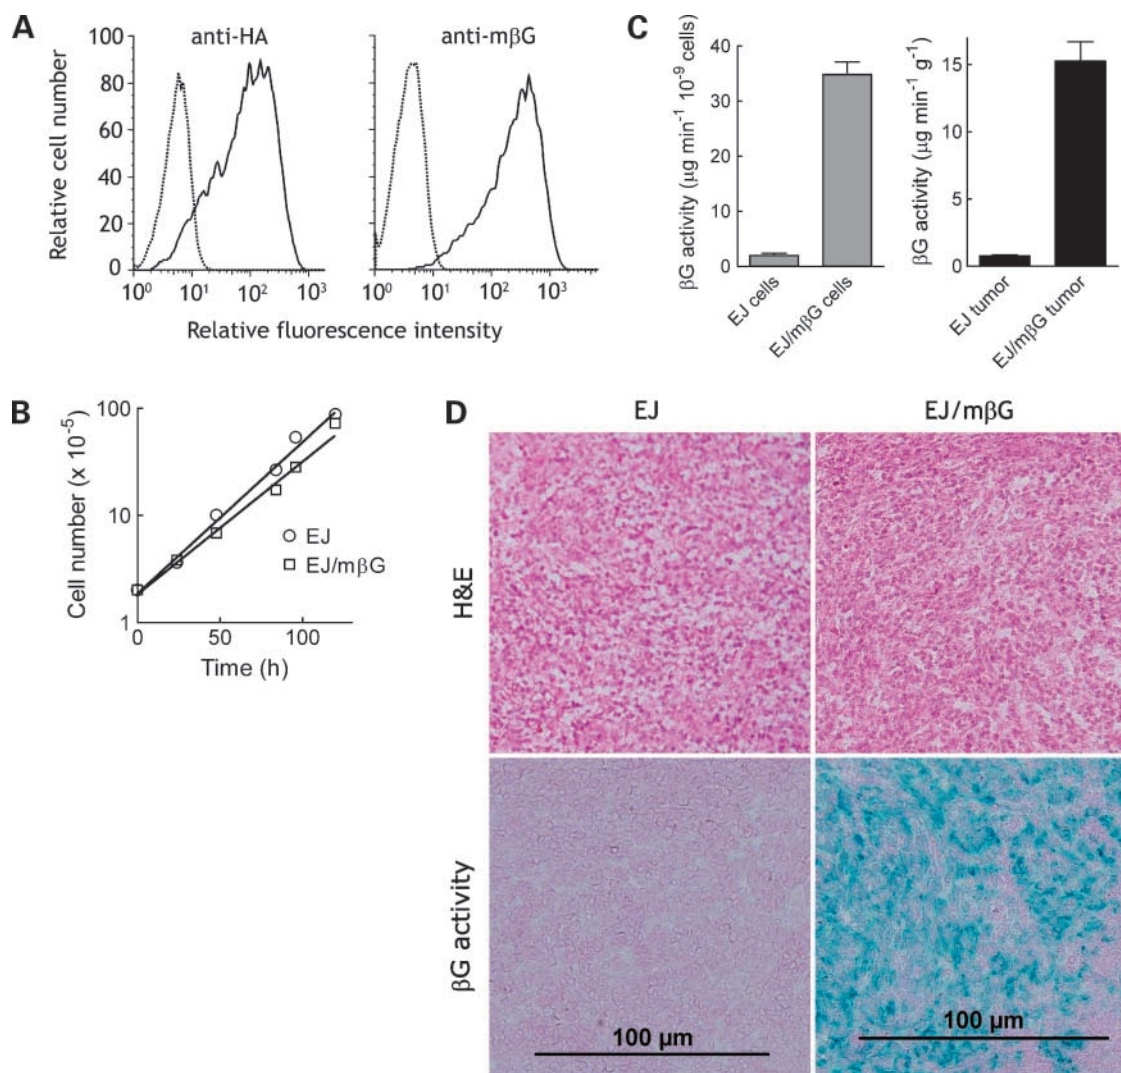 A
anti-HA
anti-mβG
Relative cell number
100
80
60
40
20
0
10⁰ 10¹ 10² 10³
10⁰ 10¹ 10² 10³
Relative fluorescence intensity
C
βG activity (μg min⁻¹ 10⁻⁹ cells)
40
30
20
10
0
EJ cells
EJ/mβG cells
βG activity (μg min⁻¹ g⁻¹)
15
10
5
0
EJ tumor
EJ/mβG tumor
B
Cell number (x 10⁻⁵)
100
10
1
EJ
EJ/mβG
0 50 100
Time (h)
D
EJ
EJ/mβG
H&E
βG activity
100 μm
100 μm